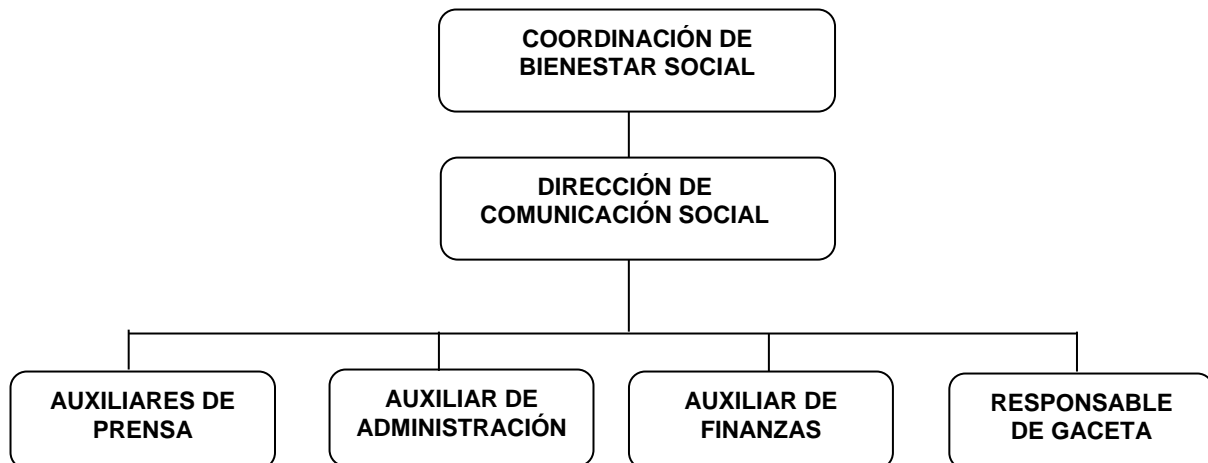 COORDINACIÓN DE
BIENESTAR SOCIAL
DIRECCIÓN DE
COMUNICACIÓN SOCIAL
AUXILIARES DE
PRENSA
AUXILIAR DE
ADMINISTRACIÓN
AUXILIAR DE
FINANZAS
RESPONSABLE
DE GACETA